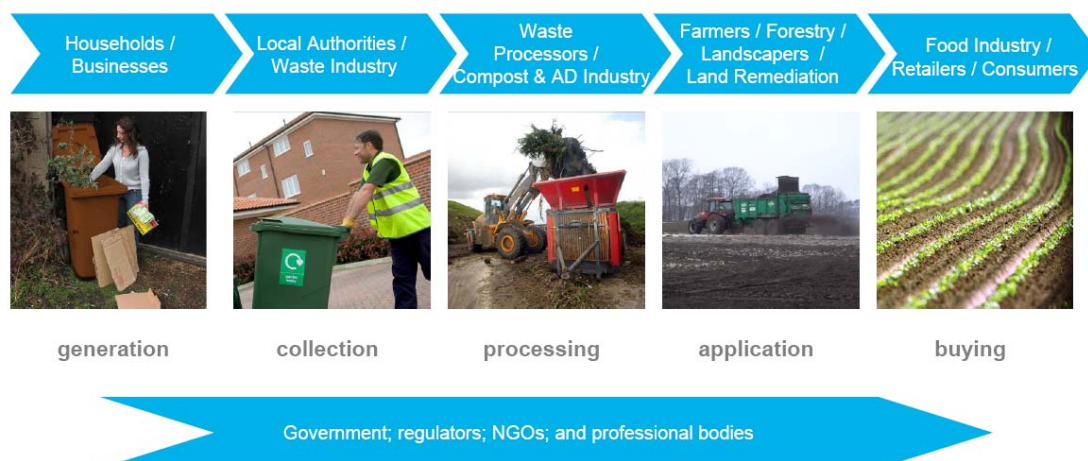 Households /
Businesses
Local Authorities /
Waste Industry
Waste
Processors /
Compost & AD Industry
Farmers / Forestry /
Landscapers /
Land Remediation
Food Industry /
Retailers / Consumers
generation
collection
processing
application
buying
Government; regulators; NGOs; and professional bodies